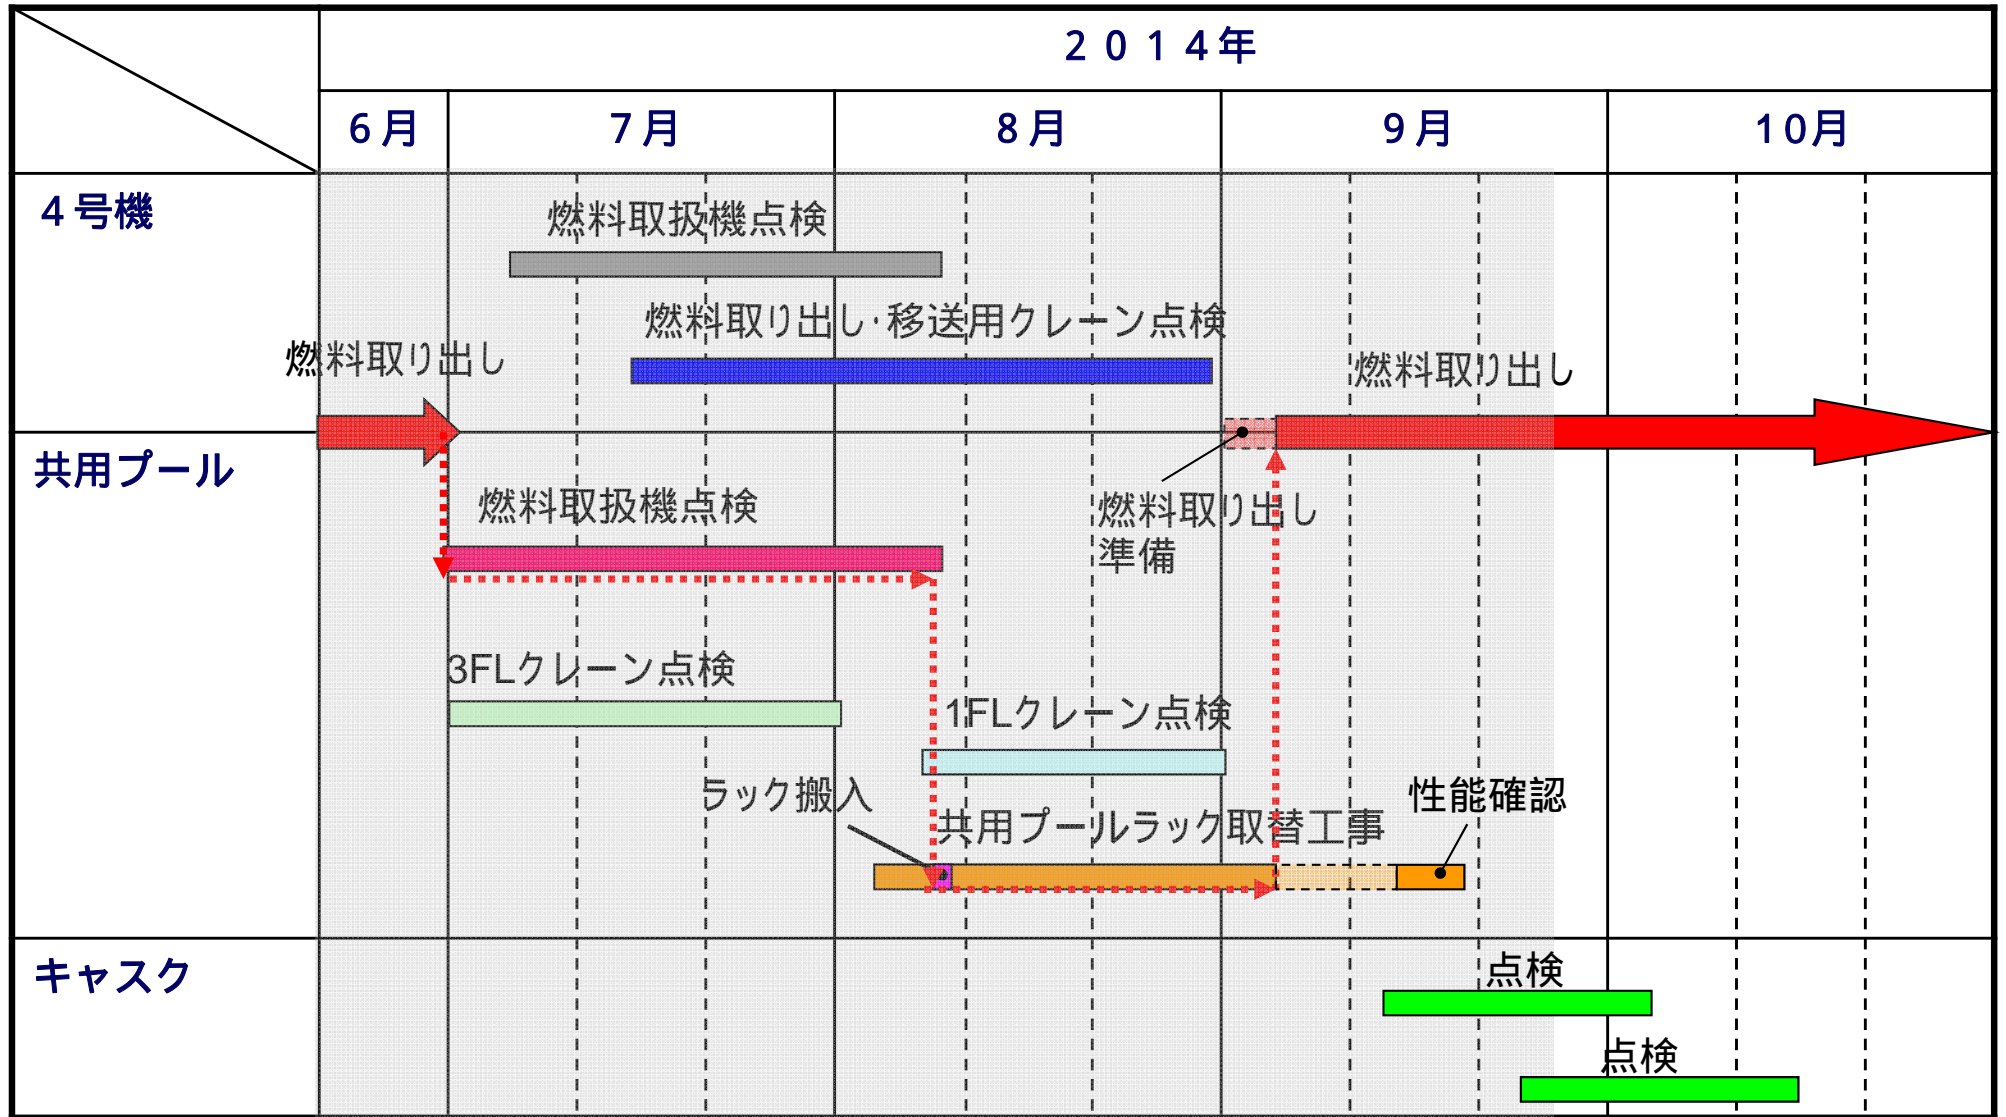 ２０１４年
６月
７月
８月
９月
１０月
４号機
燃料取扱機点検
燃料取り出し・移送用クレーン点検
燃料取り出し
燃料取り出し
共用プール
燃料取扱機点検
燃料取り出し
準備
3FLクレーン点検
1FLクレーン点検
ラック搬入
共用プールラック取替工事
性能確認
キャスク
点検
点検